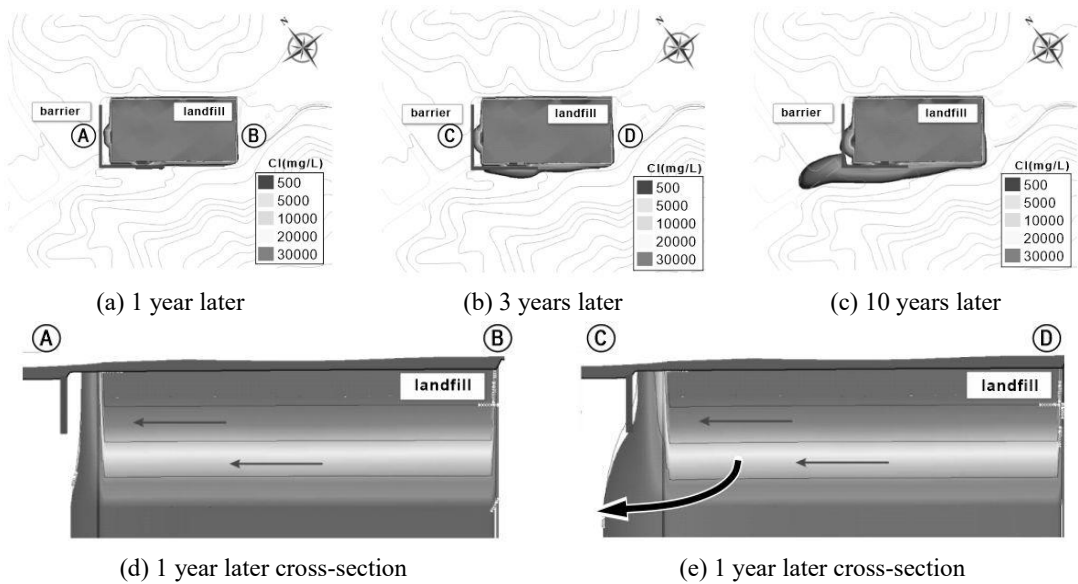 N
barrier
landfill
A
B
Cl(mg/L)
500
5000
10000
20000
30000
(a) 1 year later
N
barrier
landfill
C
D
Cl(mg/L)
500
5000
10000
20000
30000
(b) 3 years later
N
barrier
landfill
Cl(mg/L)
500
5000
10000
20000
30000
(c) 10 years later
A
B
landfill
(d) 1 year later cross-section
C
D
landfill
(e) 1 year later cross-section